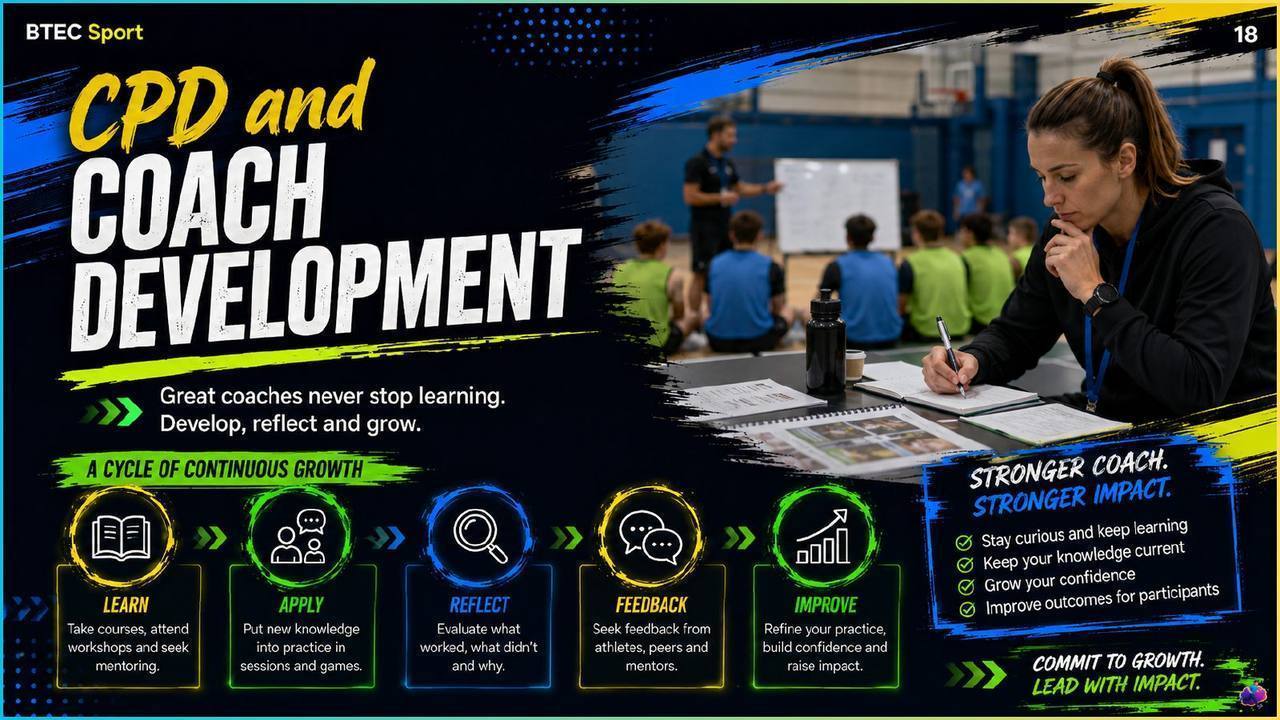 BTEC Sport
18
CPD and
COACH
DEVELOPMENT
Great coaches never stop learning.
Develop, reflect and grow.
A CYCLE OF CONTINUOUS GROWTH
LEARN
Take courses, attend
workshops and seek
mentoring.
APPLY
Put new knowledge
into practice in
sessions and games.
REFLECT
Evaluate what
worked, what didn't
and why.
FEEDBACK
Seek feedback from
athletes, peers and
mentors.
IMPROVE
Refine your practice,
build confidence and
raise impact.
STRONGER COACH.
STRONGER IMPACT.
Stay curious and keep learning
Keep your knowledge current
Grow your confidence
Improve outcomes for participants
COMMIT TO GROWTH.
LEAD WITH IMPACT.